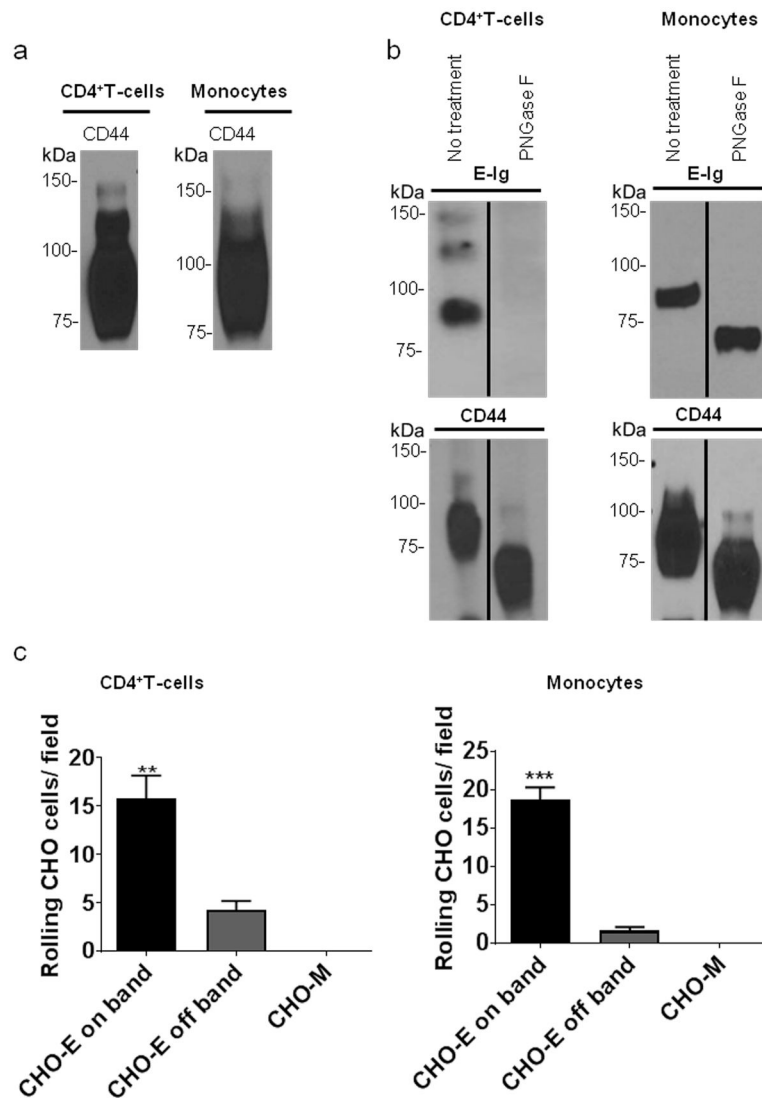 a
CD4+T-cells Monocytes
CD44 CD44
kDa kDa
150- 150-
100- 100-
75- 75-
b
CD4+T-cells Monocytes
No treatment PNGase F No treatment PNGase F
E-Ig E-Ig
kDa kDa
150- 150-
100- 100-
75- 75-
CD44 CD44
kDa kDa
150- 150-
100- 100-
75- 75-
c
CD4+T-cells
Rolling CHO cells/ field
20
15
10
5
0
**
CHO-E on band
CHO-E off band
CHO-M
Monocytes
Rolling CHO cells/ field
25
20
15
10
5
0
***
CHO-E on band
CHO-E off band
CHO-M